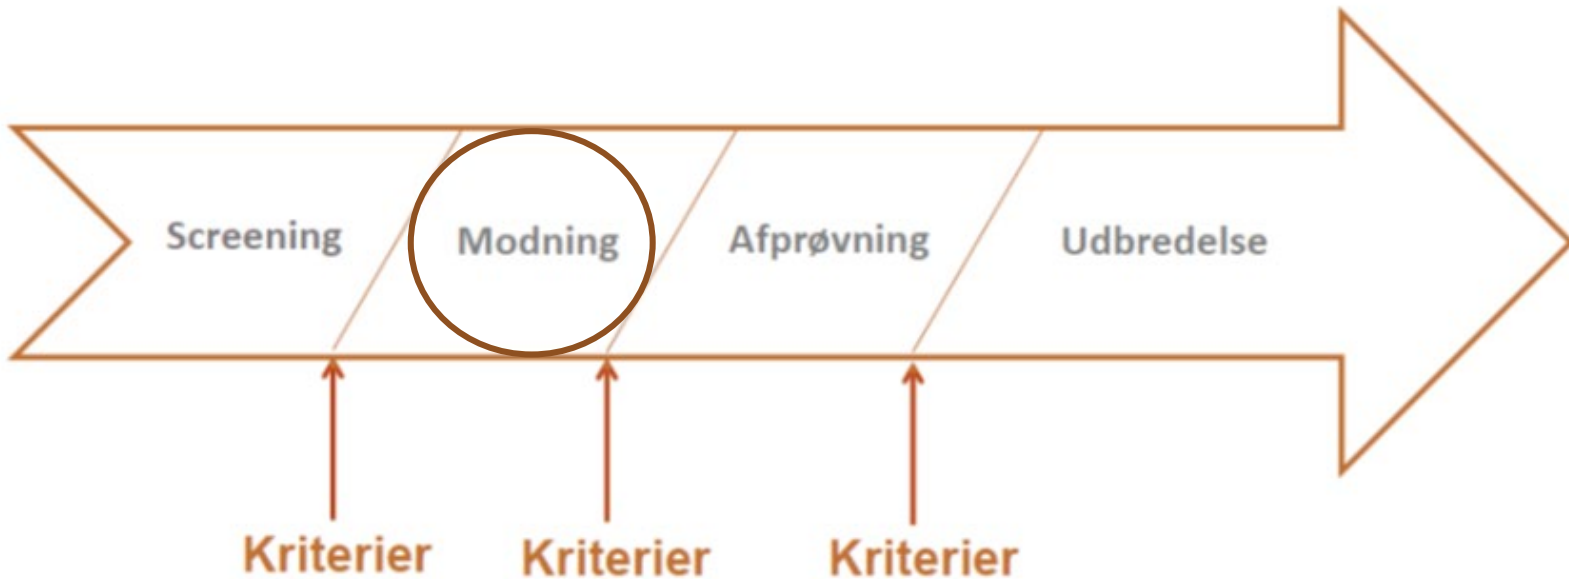 Screening
Modning
Afprøvning
Udbredelse
Kriterier
Kriterier
Kriterier